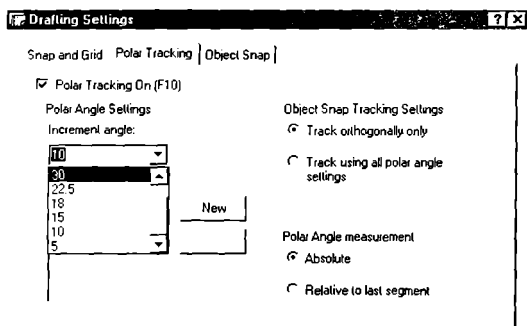 Drafting Settings
Snap and Grid Polar Tracking Object Snap
Polar Tracking On (F10)
Polar Angle Settings
Increment angle:
10
30
22.5
18
15
10
5
New
Object Snap Tracking Settings
Track orthogonally only
Track using all polar angle
settings
Polar Angle measurement
Absolute
Relative to last segment